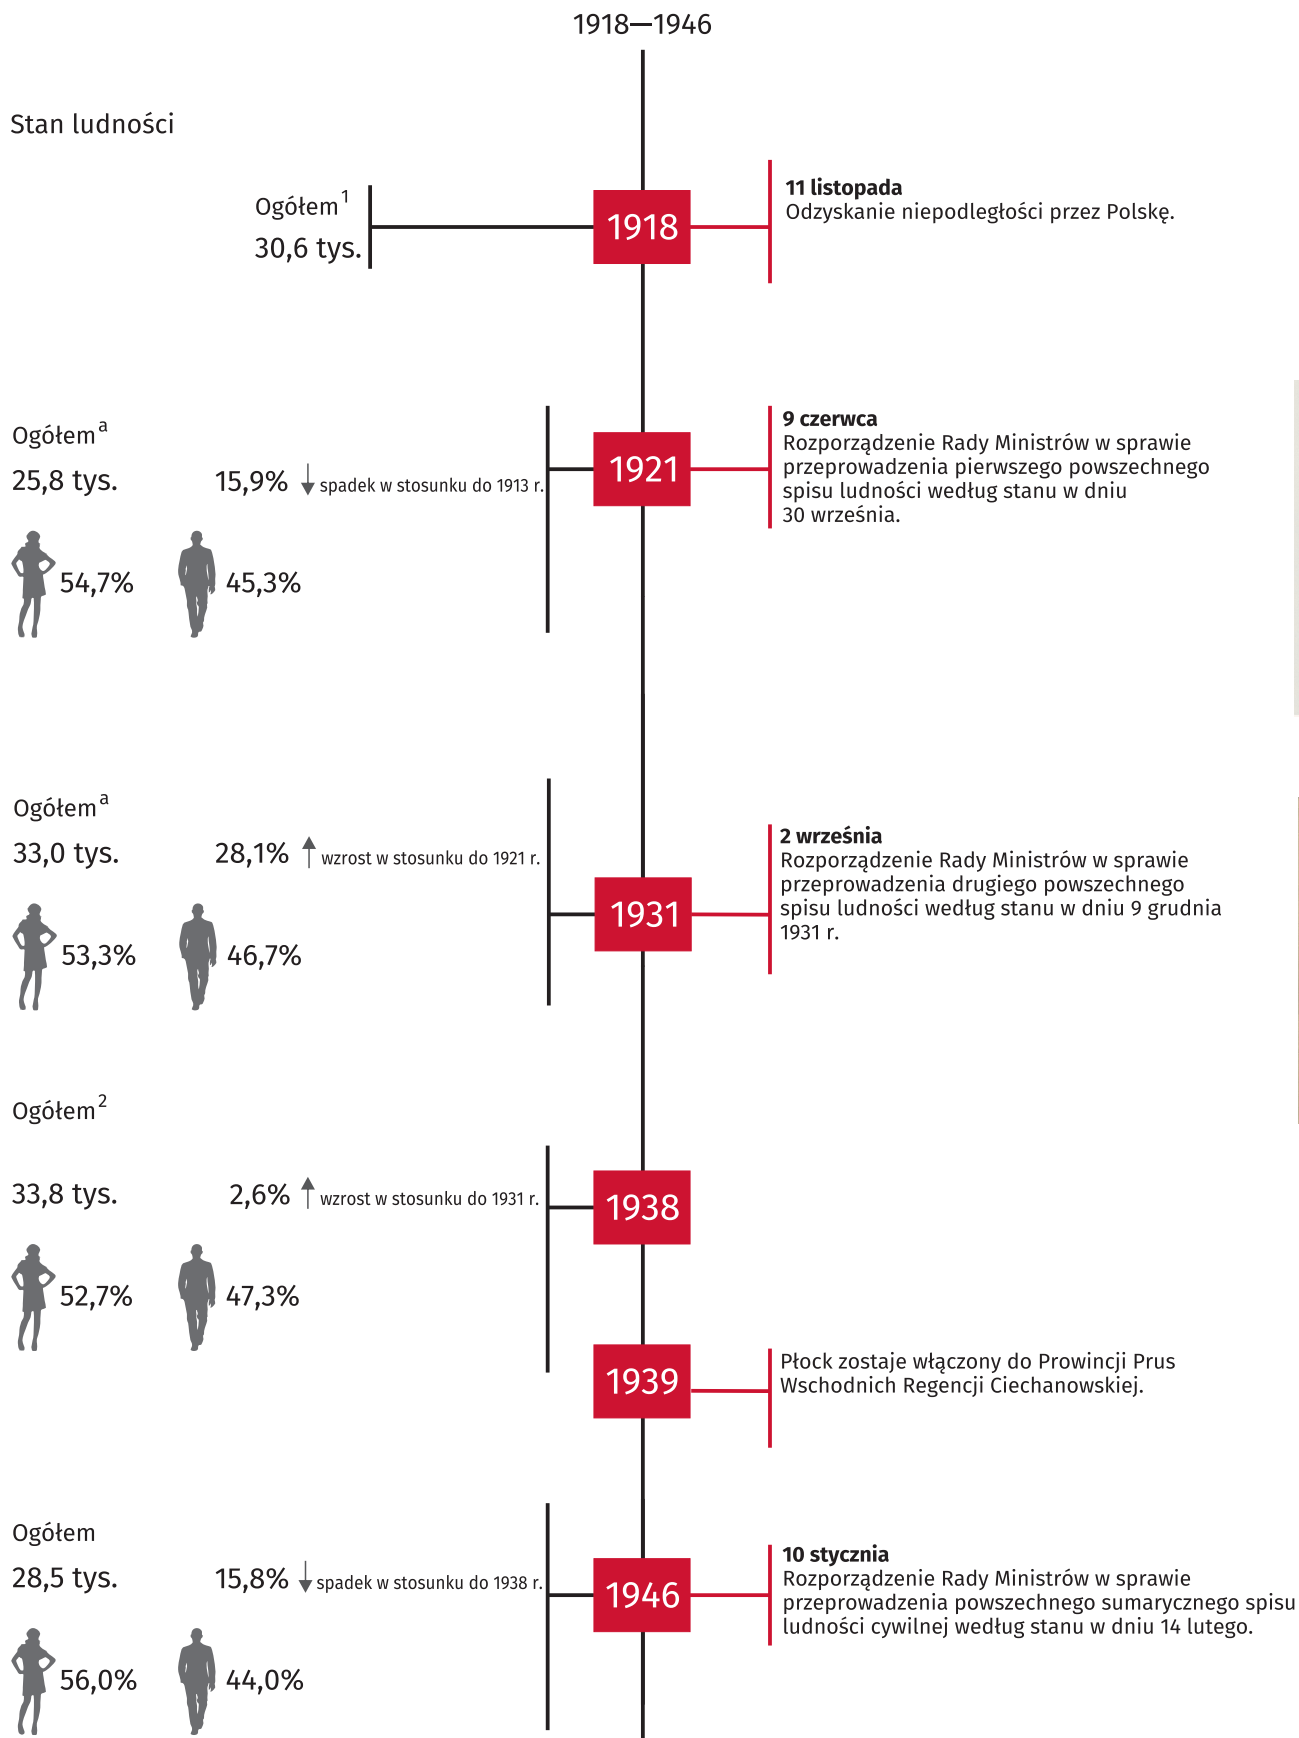 1918—1946
Stan ludności
Ogółem1
30,6 tys.
1918
11 listopada
Odzyskanie niepodległości przez Polskę.
Ogółem a
25,8 tys.
15,9% spadek w stosunku do 1913 r.
54,7%
45,3%
1921
9 czerwca
Rozporządzenie Rady Ministrów w sprawie
przeprowadzenia pierwszego powszechnego
spisu ludności według stanu w dniu
30 września.
Ogółem a
33,0 tys.
28,1% wzrost w stosunku do 1921 r.
53,3%
46,7%
1931
2 września
Rozporządzenie Rady Ministrów w sprawie
przeprowadzenia drugiego powszechnego
spisu ludności według stanu w dniu 9 grudnia
1931 r.
Ogółem2
33,8 tys.
2,6% wzrost w stosunku do 1931 r.
52,7%
47,3%
1938
1939
Płock zostaje włączony do Prowincji Prus
Wschodnich Regencji Ciechanowskiej.
Ogółem
28,5 tys.
15,8% spadek w stosunku do 1938 r.
56,0%
44,0%
1946
10 stycznia
Rozporządzenie Rady Ministrów w sprawie
przeprowadzenia powszechnego sumarycznego spisu
ludności cywilnej według stanu w dniu 14 lutego.